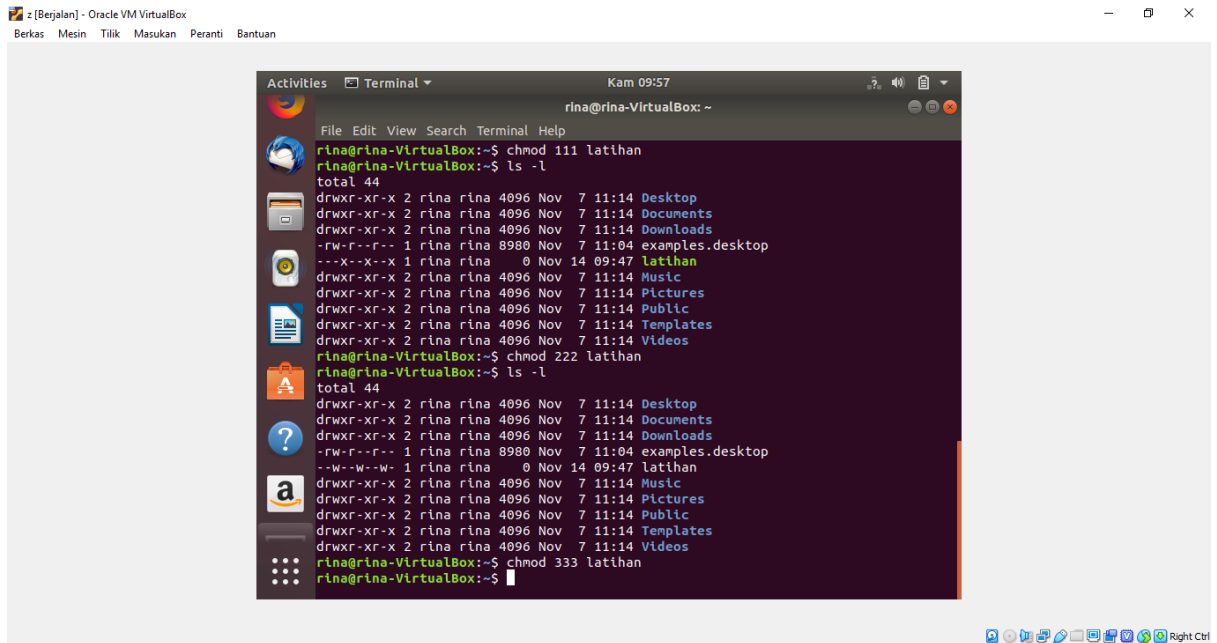 z [Berjalan] - Oracle VM VirtualBox
Berkas Mesin Tilik Masukan Peranti Bantuan
Activities Terminal Kam 09:57
rina@rina-VirtualBox: ~
File Edit View Search Terminal Help
rina@rina-VirtualBox:~$ chmod 111 latihan
rina@rina-VirtualBox:~$ ls -l
total 44
drwxr-xr-x 2 rina rina 4096 Nov  7 11:14 Desktop
drwxr-xr-x 2 rina rina 4096 Nov  7 11:14 Documents
drwxr-xr-x 2 rina rina 4096 Nov  7 11:14 Downloads
-rw-r--r-- 1 rina rina 8980 Nov  7 11:04 examples.desktop
---x--x--x 1 rina rina    0 Nov 14 09:47 latihan
drwxr-xr-x 2 rina rina 4096 Nov  7 11:14 Music
drwxr-xr-x 2 rina rina 4096 Nov  7 11:14 Pictures
drwxr-xr-x 2 rina rina 4096 Nov  7 11:14 Public
drwxr-xr-x 2 rina rina 4096 Nov  7 11:14 Templates
drwxr-xr-x 2 rina rina 4096 Nov  7 11:14 Videos
rina@rina-VirtualBox:~$ chmod 222 latihan
rina@rina-VirtualBox:~$ ls -l
total 44
drwxr-xr-x 2 rina rina 4096 Nov  7 11:14 Desktop
drwxr-xr-x 2 rina rina 4096 Nov  7 11:14 Documents
drwxr-xr-x 2 rina rina 4096 Nov  7 11:14 Downloads
-rw-r--r-- 1 rina rina 8980 Nov  7 11:04 examples.desktop
--w--w--w- 1 rina rina    0 Nov 14 09:47 latihan
drwxr-xr-x 2 rina rina 4096 Nov  7 11:14 Music
drwxr-xr-x 2 rina rina 4096 Nov  7 11:14 Pictures
drwxr-xr-x 2 rina rina 4096 Nov  7 11:14 Public
drwxr-xr-x 2 rina rina 4096 Nov  7 11:14 Templates
drwxr-xr-x 2 rina rina 4096 Nov  7 11:14 Videos
rina@rina-VirtualBox:~$ chmod 333 latihan
rina@rina-VirtualBox:~$
Right Ctrl